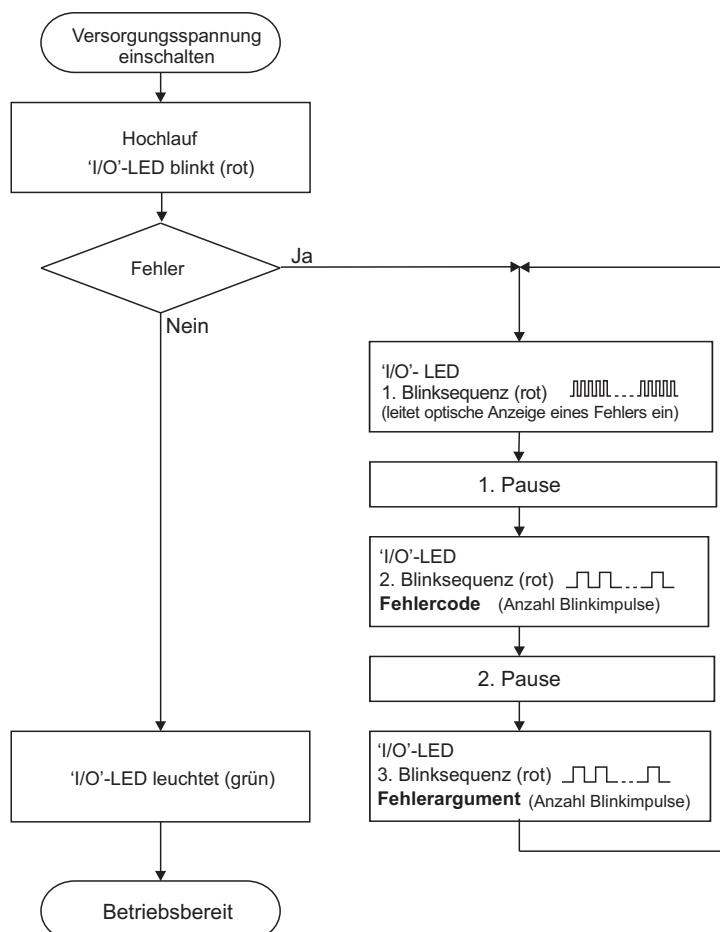 Versorgungsspannung
einschalten
Hochlauf
'I/O'-LED blinkt (rot)
Fehler
Ja
Nein
'I/O'- LED
1. Blinksequenz (rot)
(leitet optische Anzeige eines Fehlers ein)
1. Pause
'I/O'-LED
2. Blinksequenz (rot)
Fehlercode (Anzahl Blinkimpulse)
2. Pause
'I/O'-LED
3. Blinksequenz (rot)
Fehlerargument (Anzahl Blinkimpulse)
'I/O'-LED leuchtet (grün)
Betriebsbereit